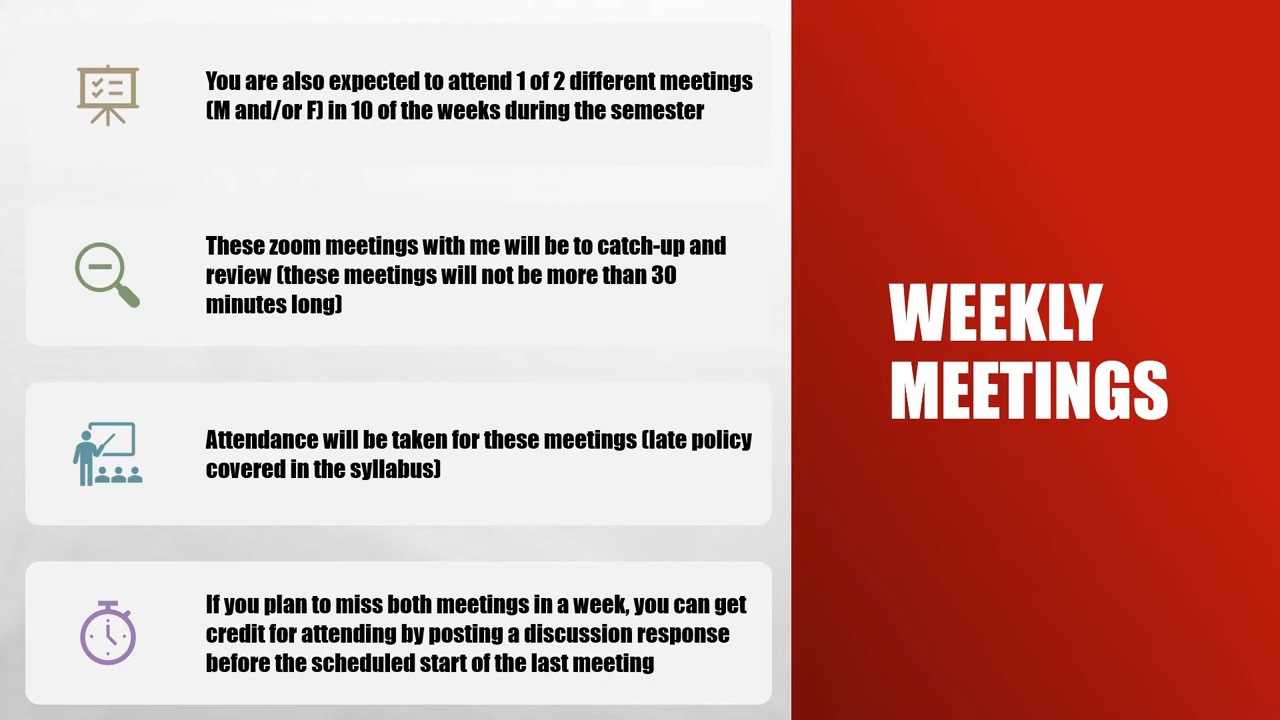 You are also expected to attend 1 of 2 different meetings
(M and/or F) in 10 of the weeks during the semester
These zoom meetings with me will be to catch-up and
review (these meetings will not be more than 30
minutes long)
Attendance will be taken for these meetings (late policy
covered in the syllabus)
If you plan to miss both meetings in a week, you can get
credit for attending by posting a discussion response
before the scheduled start of the last meeting
WEEKLY
MEETINGS